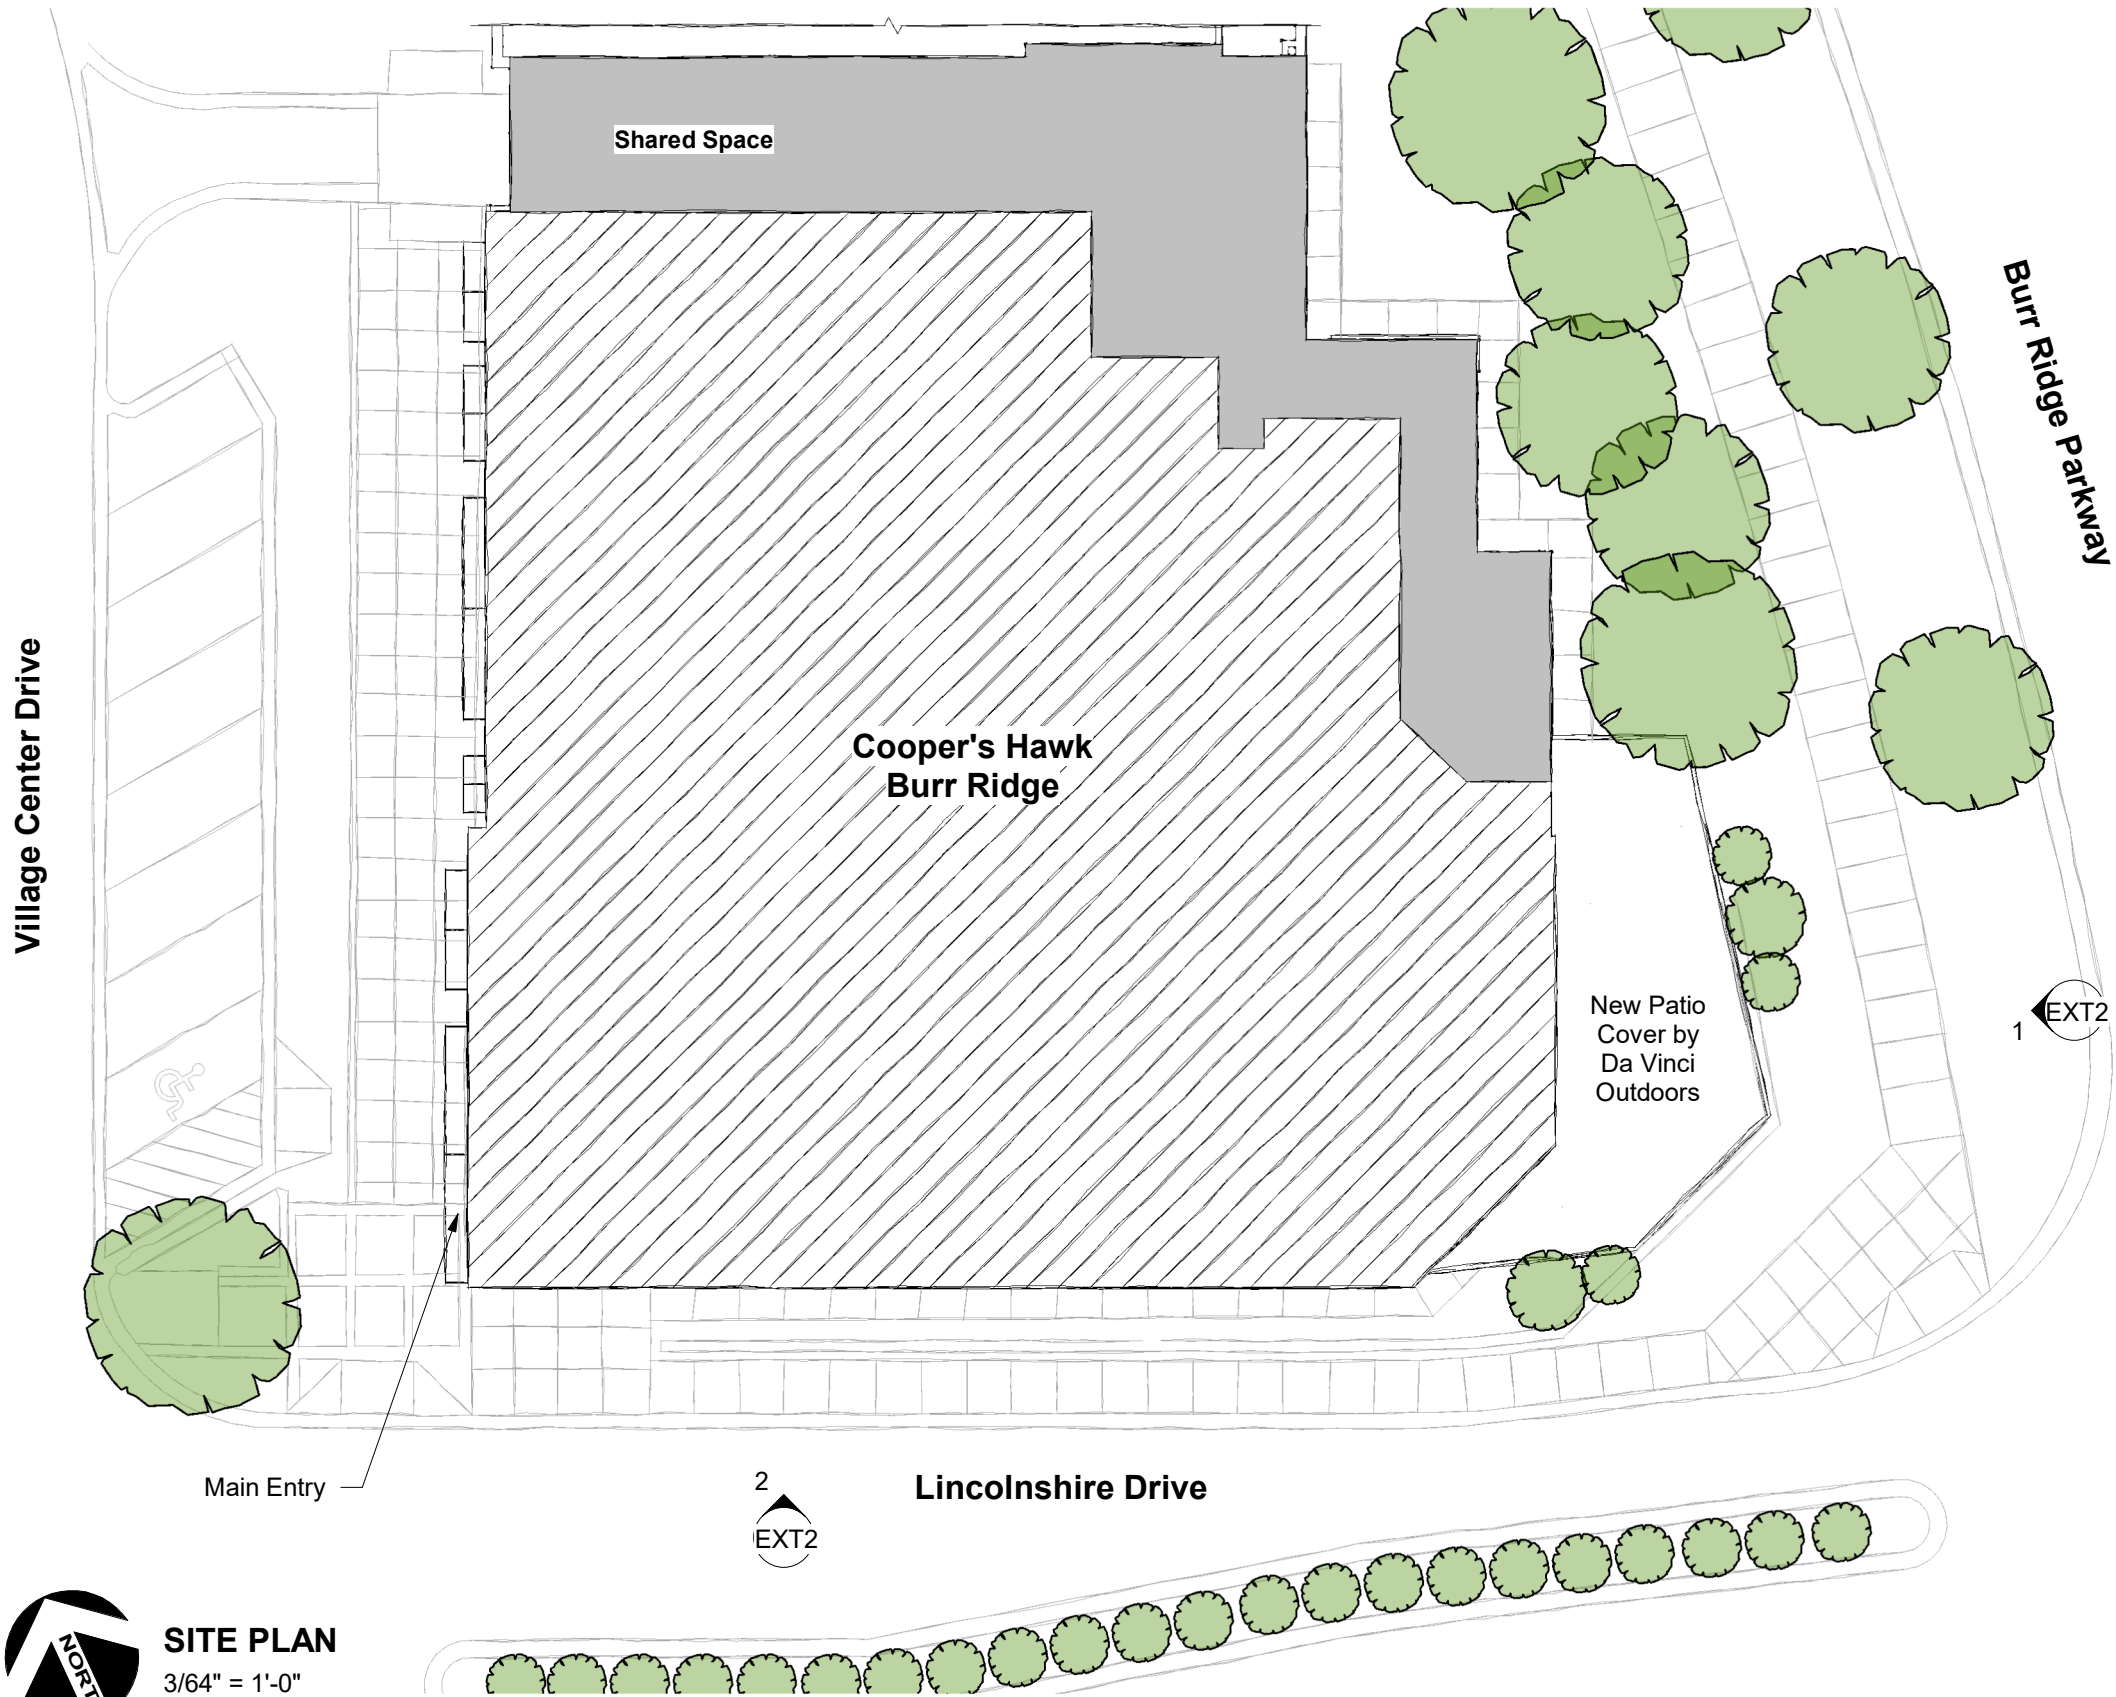 Shared Space
Burr Ridge Parkway
Village Center Drive
Cooper's Hawk
Burr Ridge
New Patio
Cover by
Da Vinci
Outdoors
1
EXT2
Main Entry
2
EXT2
Lincolnshire Drive
SITE PLAN
3/64" = 1'-0"